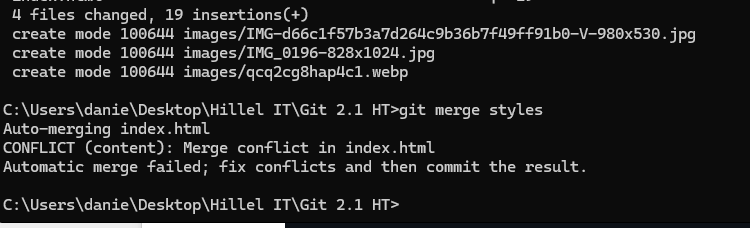 4 files changed, 19 insertions(+)
create mode 100644 images/IMG-d66c1f57b3a7d264c9b36b7f49ff91b0-V-980x530.jpg
create mode 100644 images/IMG_0196-828x1024.jpg
create mode 100644 images/qcq2cg8hap4c1.webp
C:\Users\danie\Desktop\Hillel IT\Git 2.1 HT>git merge styles
Auto-merging index.html
CONFLICT (content): Merge conflict in index.html
Automatic merge failed; fix conflicts and then commit the result.
C:\Users\danie\Desktop\Hillel IT\Git 2.1 HT>